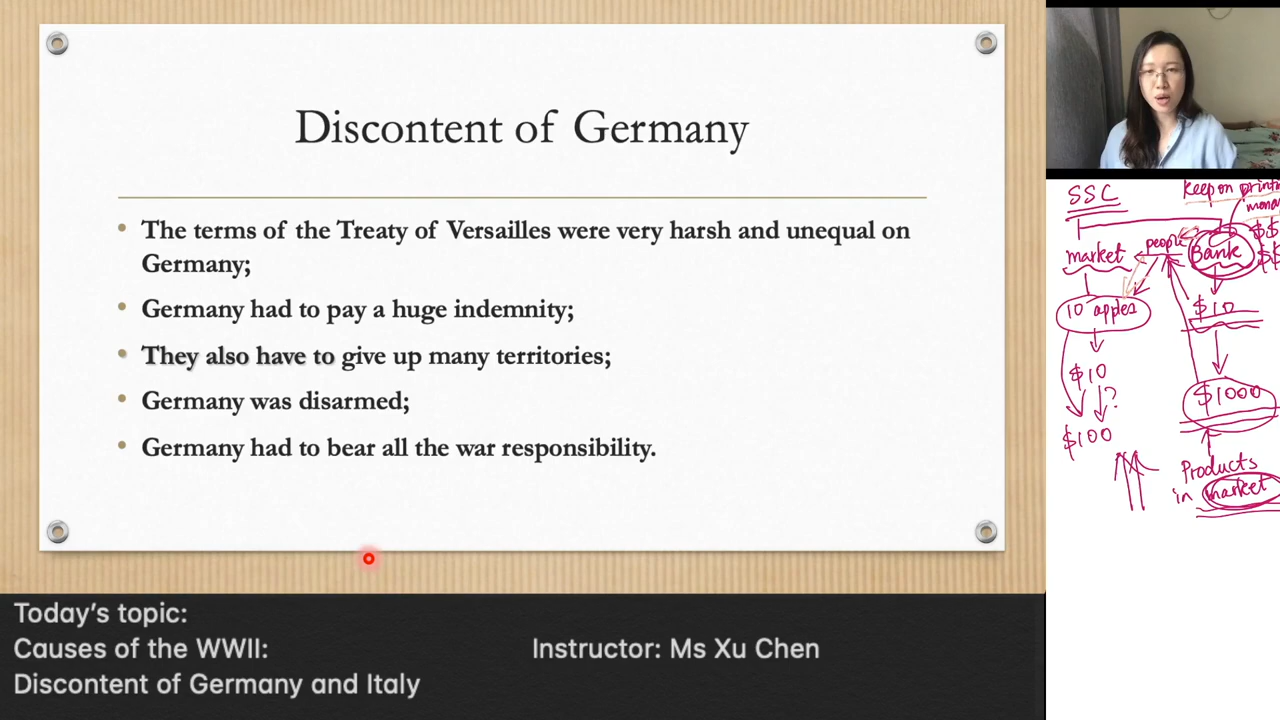 Discontent of Germany
• The terms of the Treaty of Versailles were very harsh and unequal on
Germany;
• Germany had to pay a huge indemnity;
• They also have to give up many territories;
• Germany was disarmed;
• Germany had to bear all the war responsibility.
Today's topic:
Causes of the WWII:
Discontent of Germany and Italy
Instructor: Ms Xu Chen
SSC
keep on
people
market
Bank
10 apples
$10
$10
?
$1000
$100
Products
in market